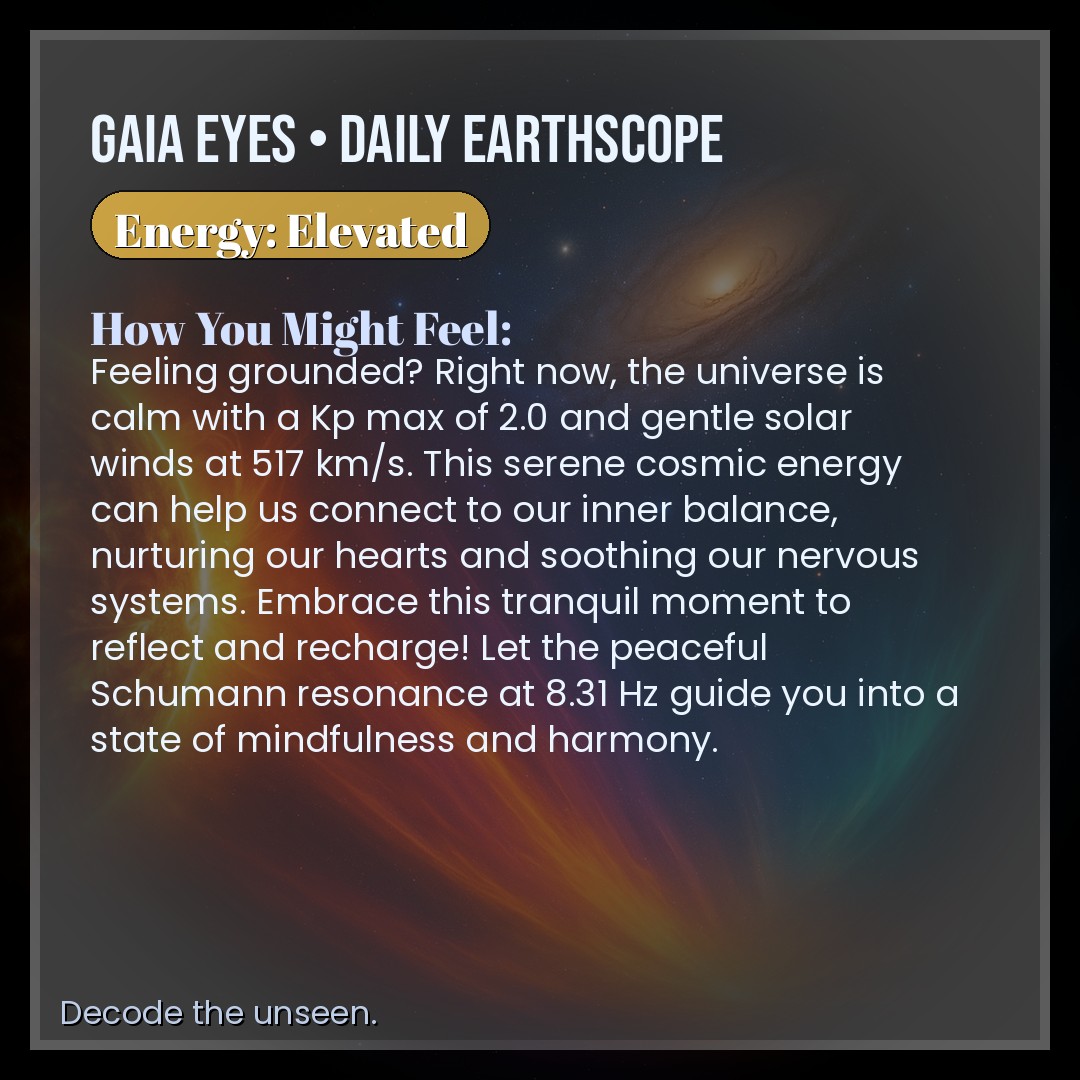 GAIA EYES • DAILY EARTHSCOPE
Energy: Elevated
How You Might Feel:
Feeling grounded? Right now, the universe is
calm with a Kp max of 2.0 and gentle solar
winds at 517 km/s. This serene cosmic energy
can help us connect to our inner balance,
nurturing our hearts and soothing our nervous
systems. Embrace this tranquil moment to
reflect and recharge! Let the peaceful
Schumann resonance at 8.31 Hz guide you into a
state of mindfulness and harmony.
Decode the unseen.